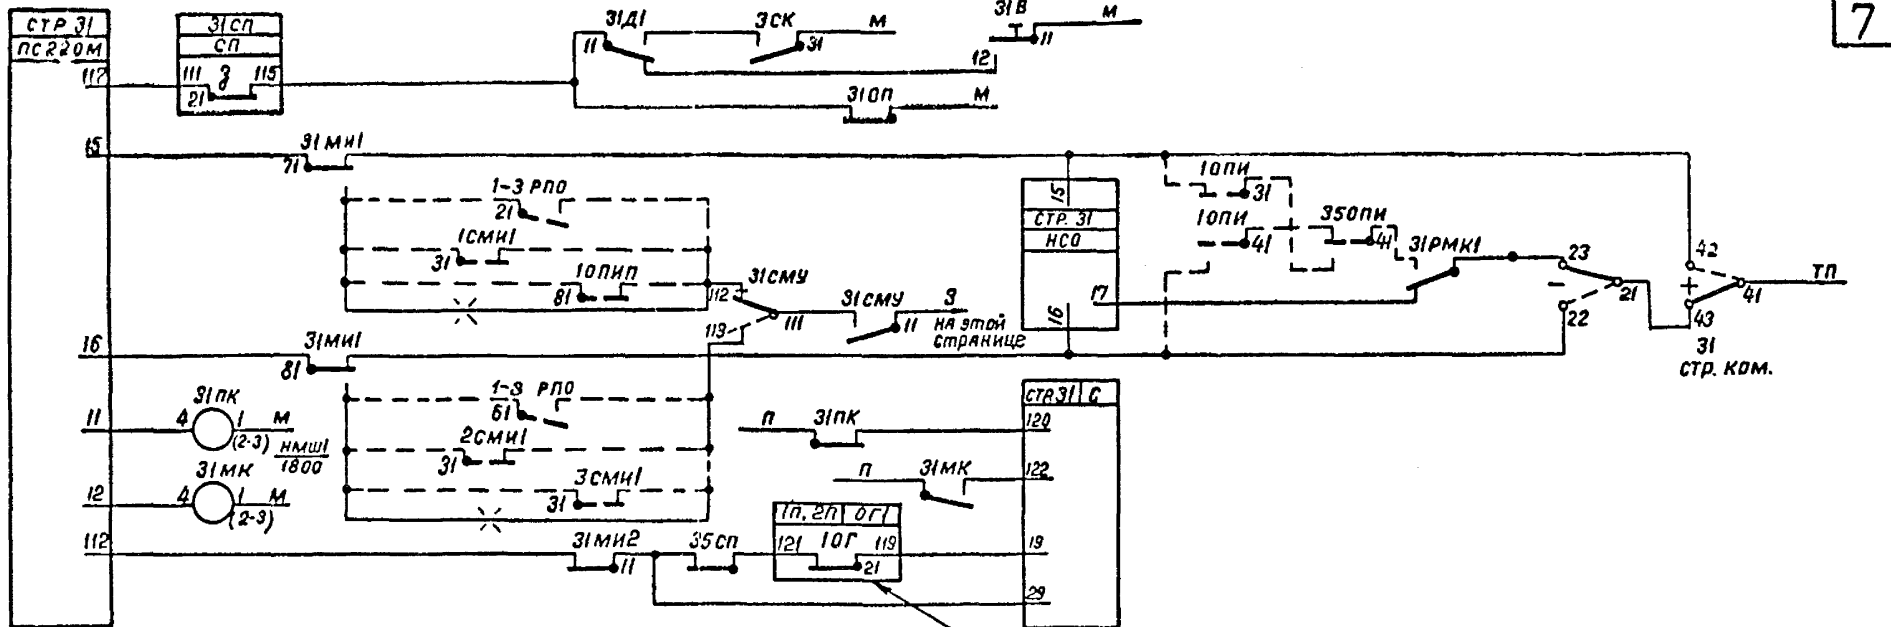 СТР 31
ПС220М
117
31СП
СП
111 3 115
21
31Д1
11
3СК
31
М
31В
М
11
12
31ОП
М
7
15
31МИ1
71
1-3 РПО
21
1СМИ1
31
1ОПИП
81
112
31СМУ
111
113
31СМУ
11
Э
НА ЭТОЙ
СТРАНИЦЕ
15
СТР. 31
НСО
17
16
1ОПИ
31
1ОПИ
41
35ОПИ
41
31РМК1
23
21
22
42
41
43
ТП
31
СТР. КОМ.
16
31МИ1
81
1-3 РПО
61
2СМИ1
31
3СМИ1
31
11
31ПК
4 1 М
(2-3)
НМШ1
1800
12
31МК
4 1 М
(2-3)
П
31ПК
П
31МК
СТР31 С
120
122
19
29
112
31МИ2
11
35СП
1П, 2П ОГ1
121 1ОГ 119
21